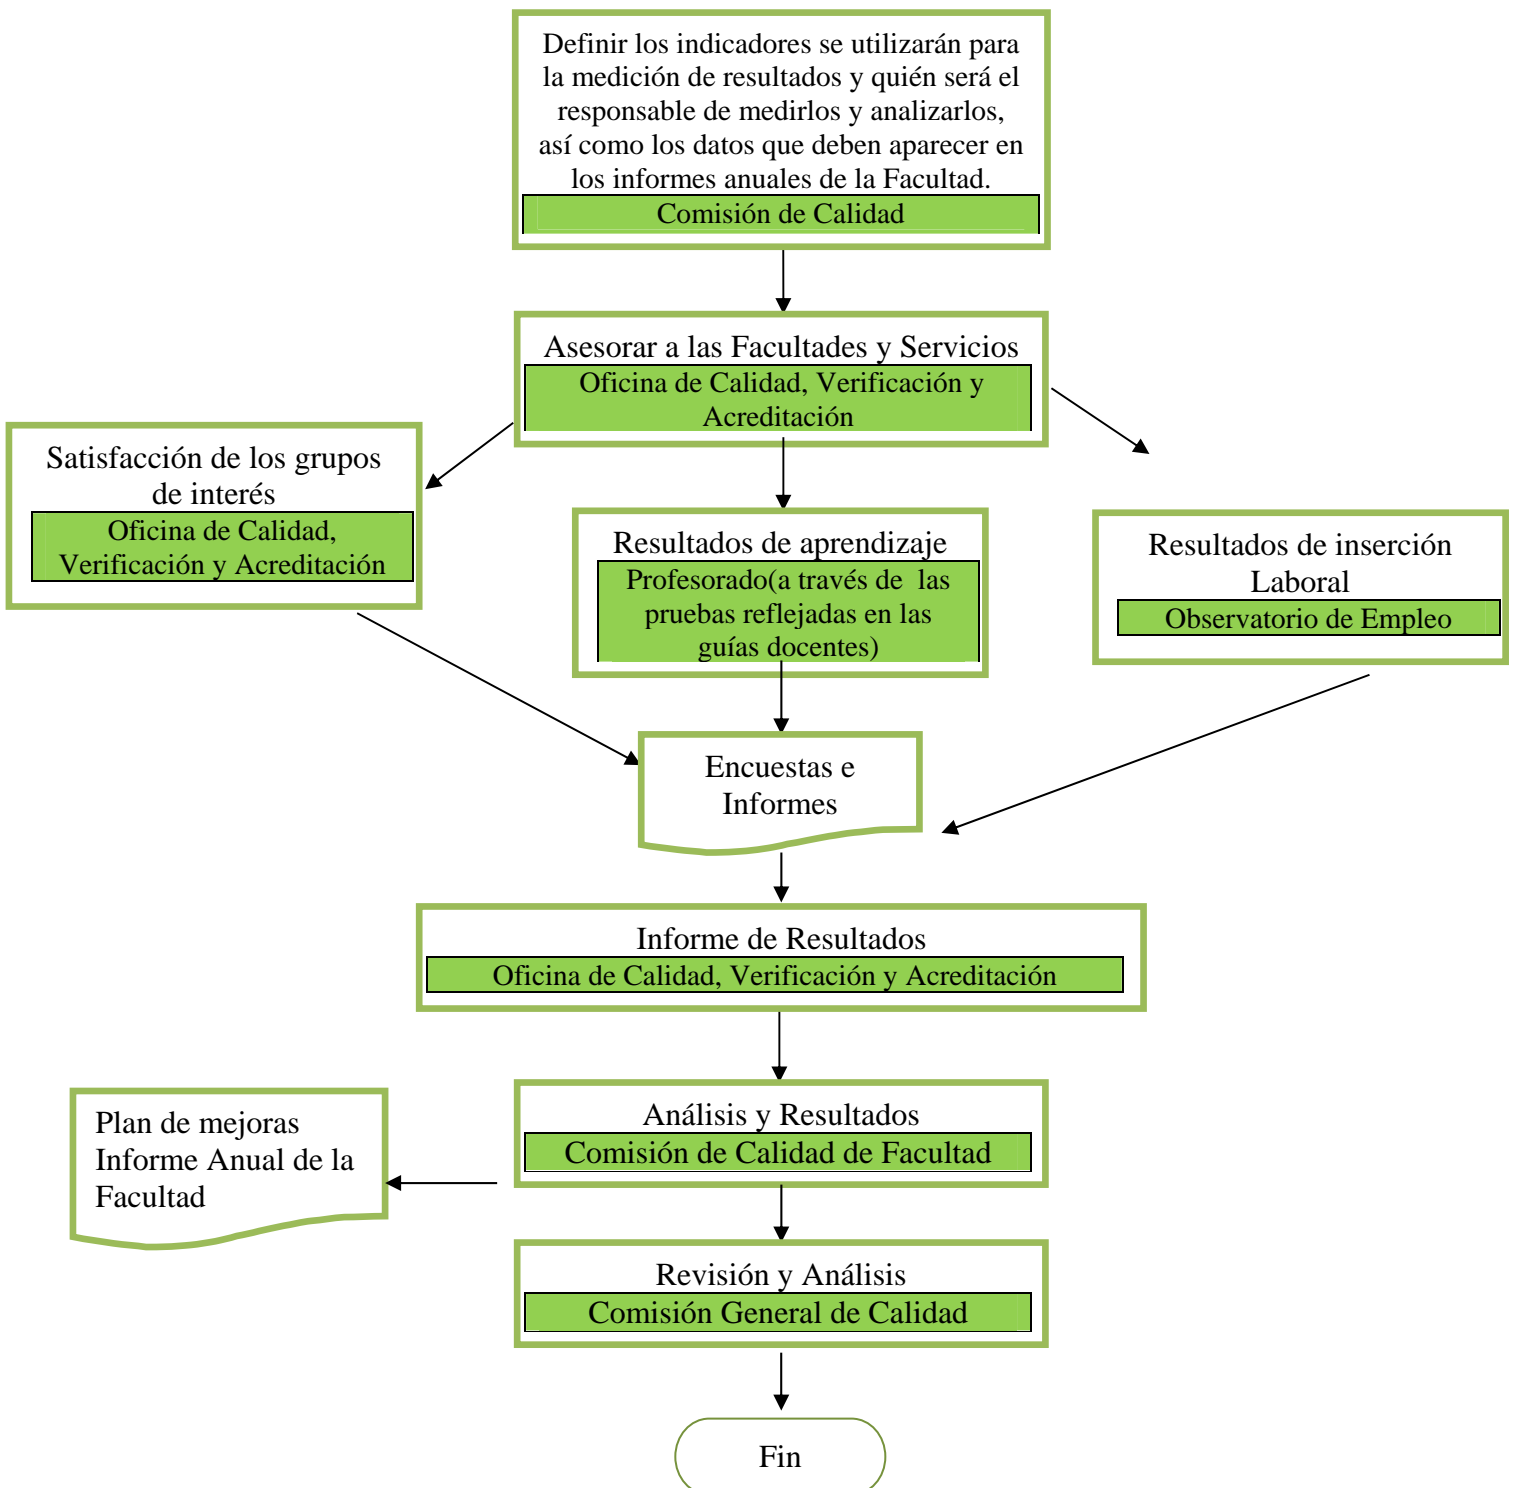 Definir los indicadores se utilizarán para
la medición de resultados y quién será el
responsable de medirlos y analizarlos,
así como los datos que deben aparecer en
los informes anuales de la Facultad.
Comisión de Calidad
Asesorar a las Facultades y Servicios
Oficina de Calidad, Verificación y
Acreditación
Satisfacción de los grupos
de interés
Oficina de Calidad,
Verificación y Acreditación
Resultados de aprendizaje
Profesorado(a través de  las
pruebas reflejadas en las
guías docentes)
Resultados de inserción
Laboral
Observatorio de Empleo
Encuestas e
Informes
Informe de Resultados
Oficina de Calidad, Verificación y Acreditación
Plan de mejoras
Informe Anual de la
Facultad
Análisis y Resultados
Comisión de Calidad de Facultad
Revisión y Análisis
Comisión General de Calidad
Fin